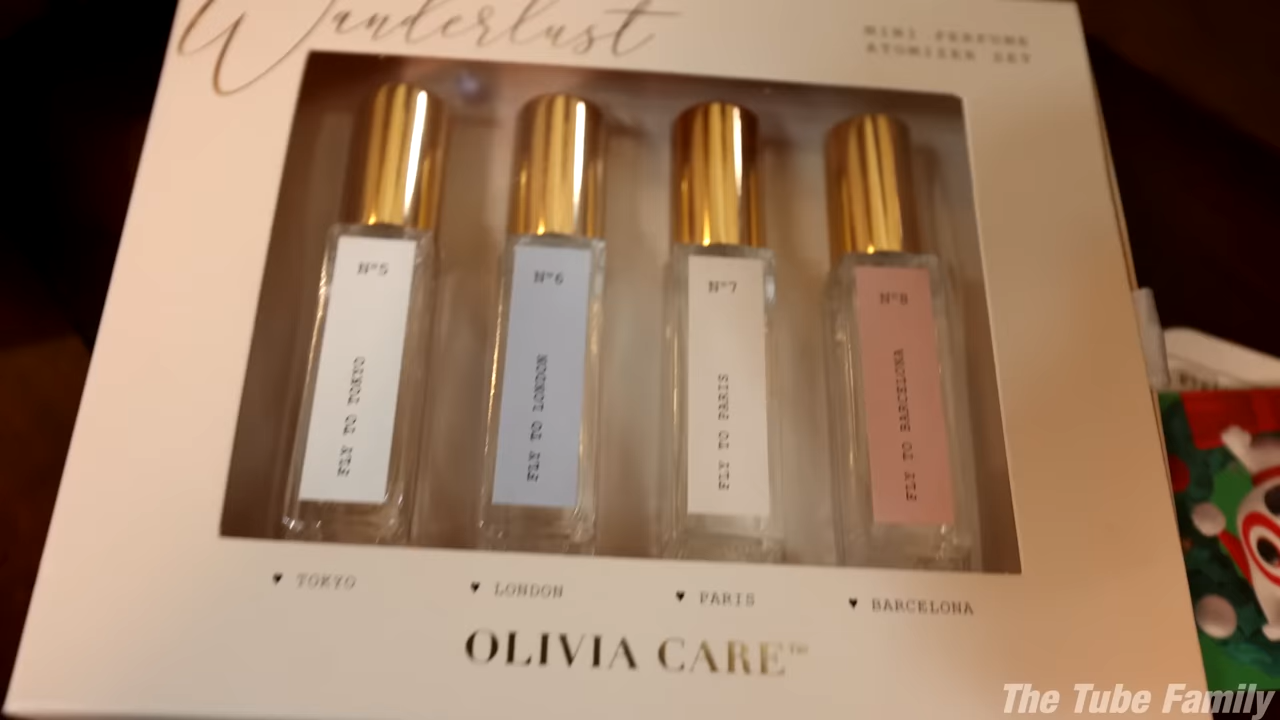 Wanderlust
MINI PERFUME
ATOMIZER SET
Nº5
FLY TO TOKYO
Nº6
FLY TO LONDON
Nº7
FLY TO PARIS
Nº8
FLY TO BARCELONA
♥ TOKYO
♥ LONDON
♥ PARIS
♥ BARCELONA
OLIVIA CARE™
The Tube Family